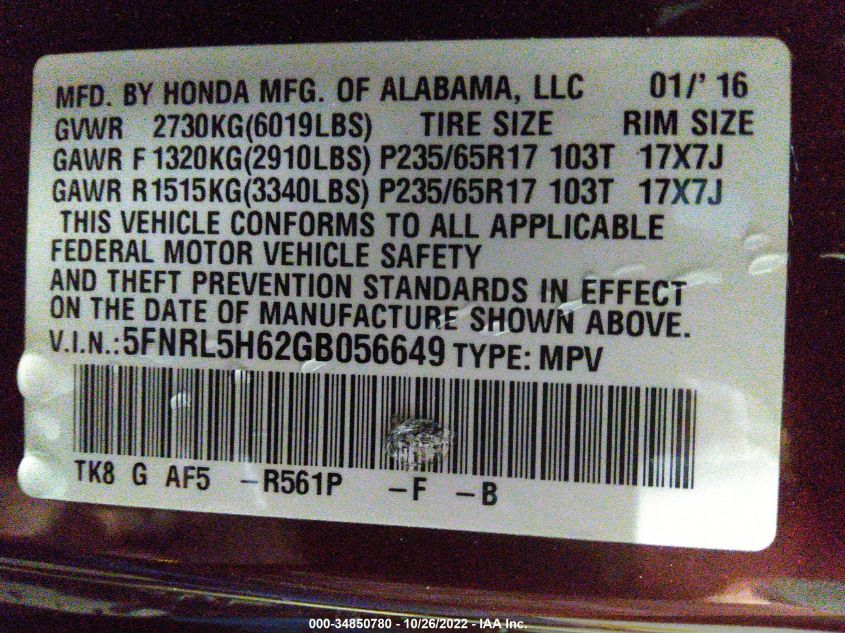 MFD. BY HONDA MFG. OF ALABAMA, LLC 01/' 16
GVWR 2730KG(6019LBS) TIRE SIZE RIM SIZE
GAWR F 1320KG(2910LBS) P235/65R17 103T 17X7J
GAWR R 1515KG(3340LBS) P235/65R17 103T 17X7J
THIS VEHICLE CONFORMS TO ALL APPLICABLE
FEDERAL MOTOR VEHICLE SAFETY
AND THEFT PREVENTION STANDARDS IN EFFECT
ON THE DATE OF MANUFACTURE SHOWN ABOVE.
V.I.N.: 5FNRL5H62GB056649 TYPE: MPV
TK8 G AF5 -R561P -F -B
000-34850780 - 10/26/2022 - IAA Inc.